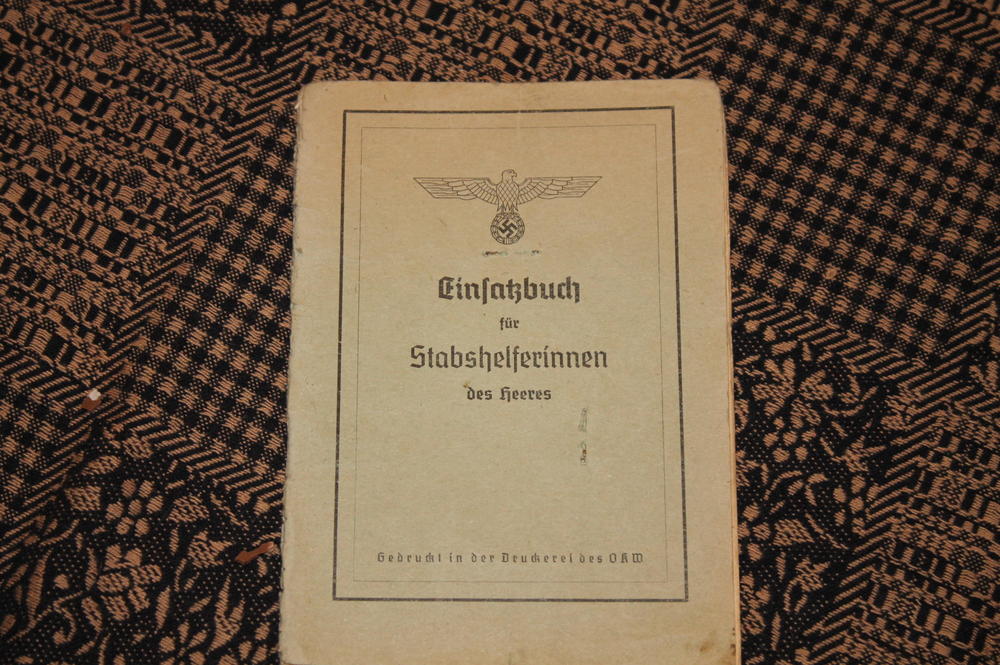 Einsatzbuch
für
Stabshelferinnen
des Heeres
Gedruckt in der Druckerei des OKW